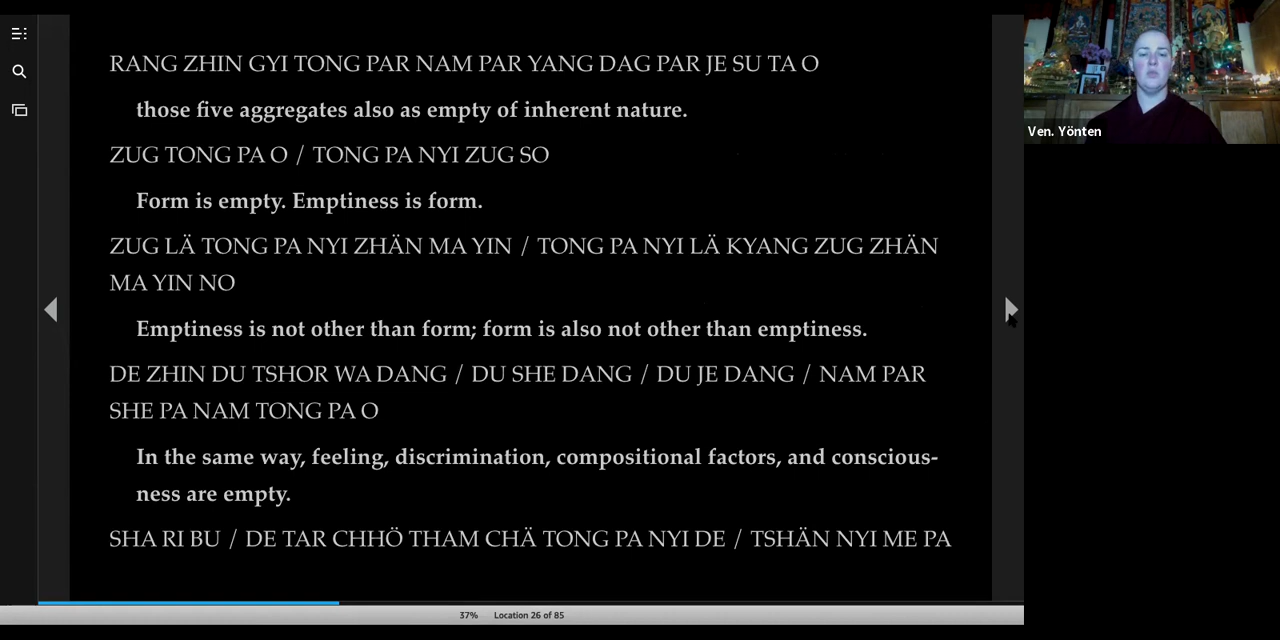 RANG ZHIN GYI TONG PAR NAM PAR YANG DAG PAR JE SU TA O
those five aggregates also as empty of inherent nature.
ZUG TONG PA O / TONG PA NYI ZUG SO
Form is empty. Emptiness is form.
ZUG LÄ TONG PA NYI ZHÄN MA YIN / TONG PA NYI LÄ KYANG ZUG ZHÄN
MA YIN NO
Emptiness is not other than form; form is also not other than emptiness.
DE ZHIN DU TSHOR WA DANG / DU SHE DANG / DU JE DANG / NAM PAR
SHE PA NAM TONG PA O
In the same way, feeling, discrimination, compositional factors, and conscious-
ness are empty.
SHA RI BU / DE TAR CHHÖ THAM CHÄ TONG PA NYI DE / TSHÄN NYI ME PA
37% Location 26 of 85
Ven. Yönten